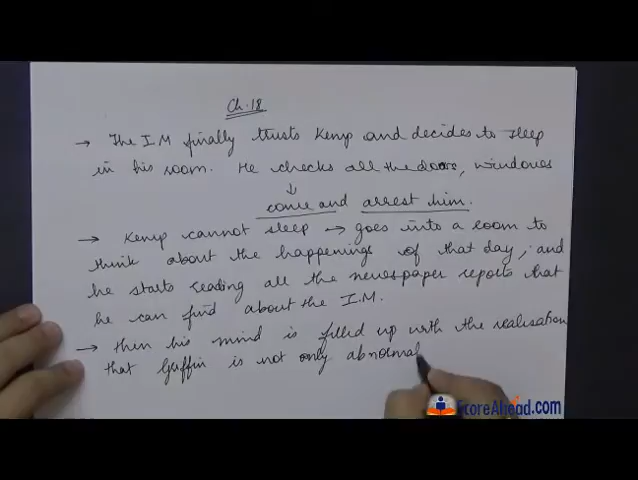 Ch. 18
→ The I.M finally trusts Kemp and decides to sleep
in his room. He checks all the doors, windows
↓
come and arrest him.
→ Kemp cannot sleep → goes into a room to
think about the happenings of that day, and
he starts reading all the newspaper reports that
he can find about the I.M.
→ then his mind is filled up with the realisation
that Griffin is not only abnormal
ScoreAhead.com